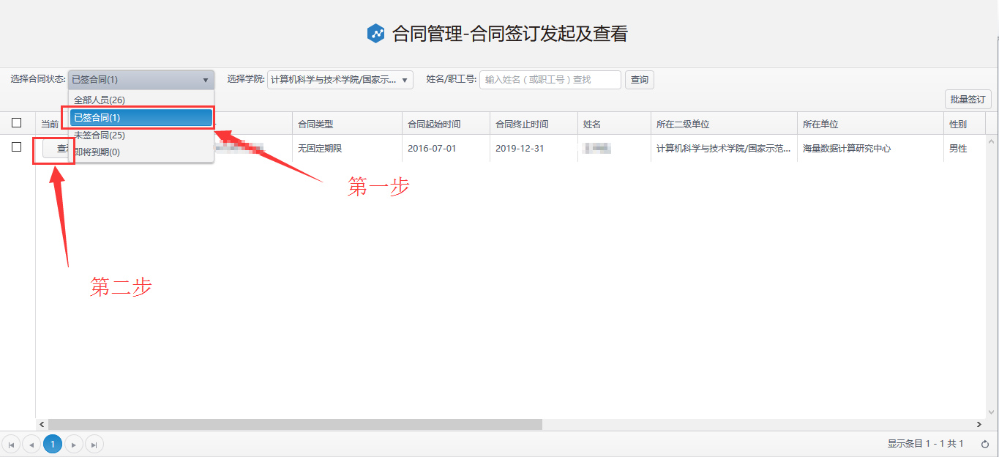 合同管理-合同签订发起及查看
选择合同状态: 已签合同(1) 选择学院: 计算机科学与技术学院/国家示... 姓名/职工号: 输入姓名（或职工号）查找 查询
全部人员(26)
已签合同(1)
未签合同(25)
即将到期(0)
批量签订
当前 合同类型 合同起始时间 合同终止时间 姓名 所在二级单位 所在单位 性别
查 无固定期限 2016-07-01 2019-12-31 计算机科学与技术学院/国家示范... 海量数据计算研究中心 男性
第一步
第二步
1 显示条目 1 - 1 共 1